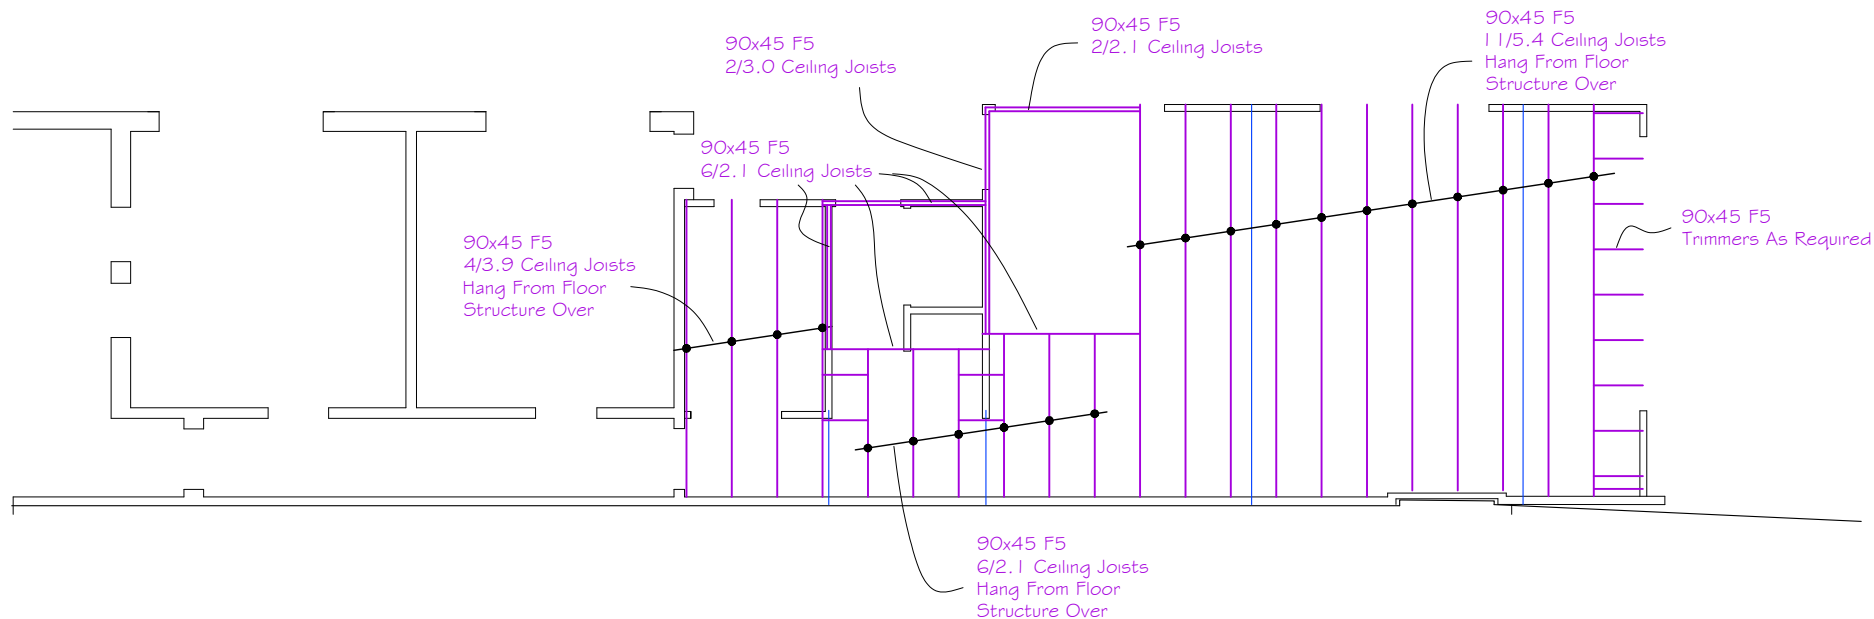 90x45 F5
2/3.0 Ceiling Joists
90x45 F5
2/2.1 Ceiling Joists
90x45 F5
11/5.4 Ceiling Joists
Hang From Floor
Structure Over
90x45 F5
6/2.1 Ceiling Joists
90x45 F5
4/3.9 Ceiling Joists
Hang From Floor
Structure Over
90x45 F5
Trimmers As Required
90x45 F5
6/2.1 Ceiling Joists
Hang From Floor
Structure Over